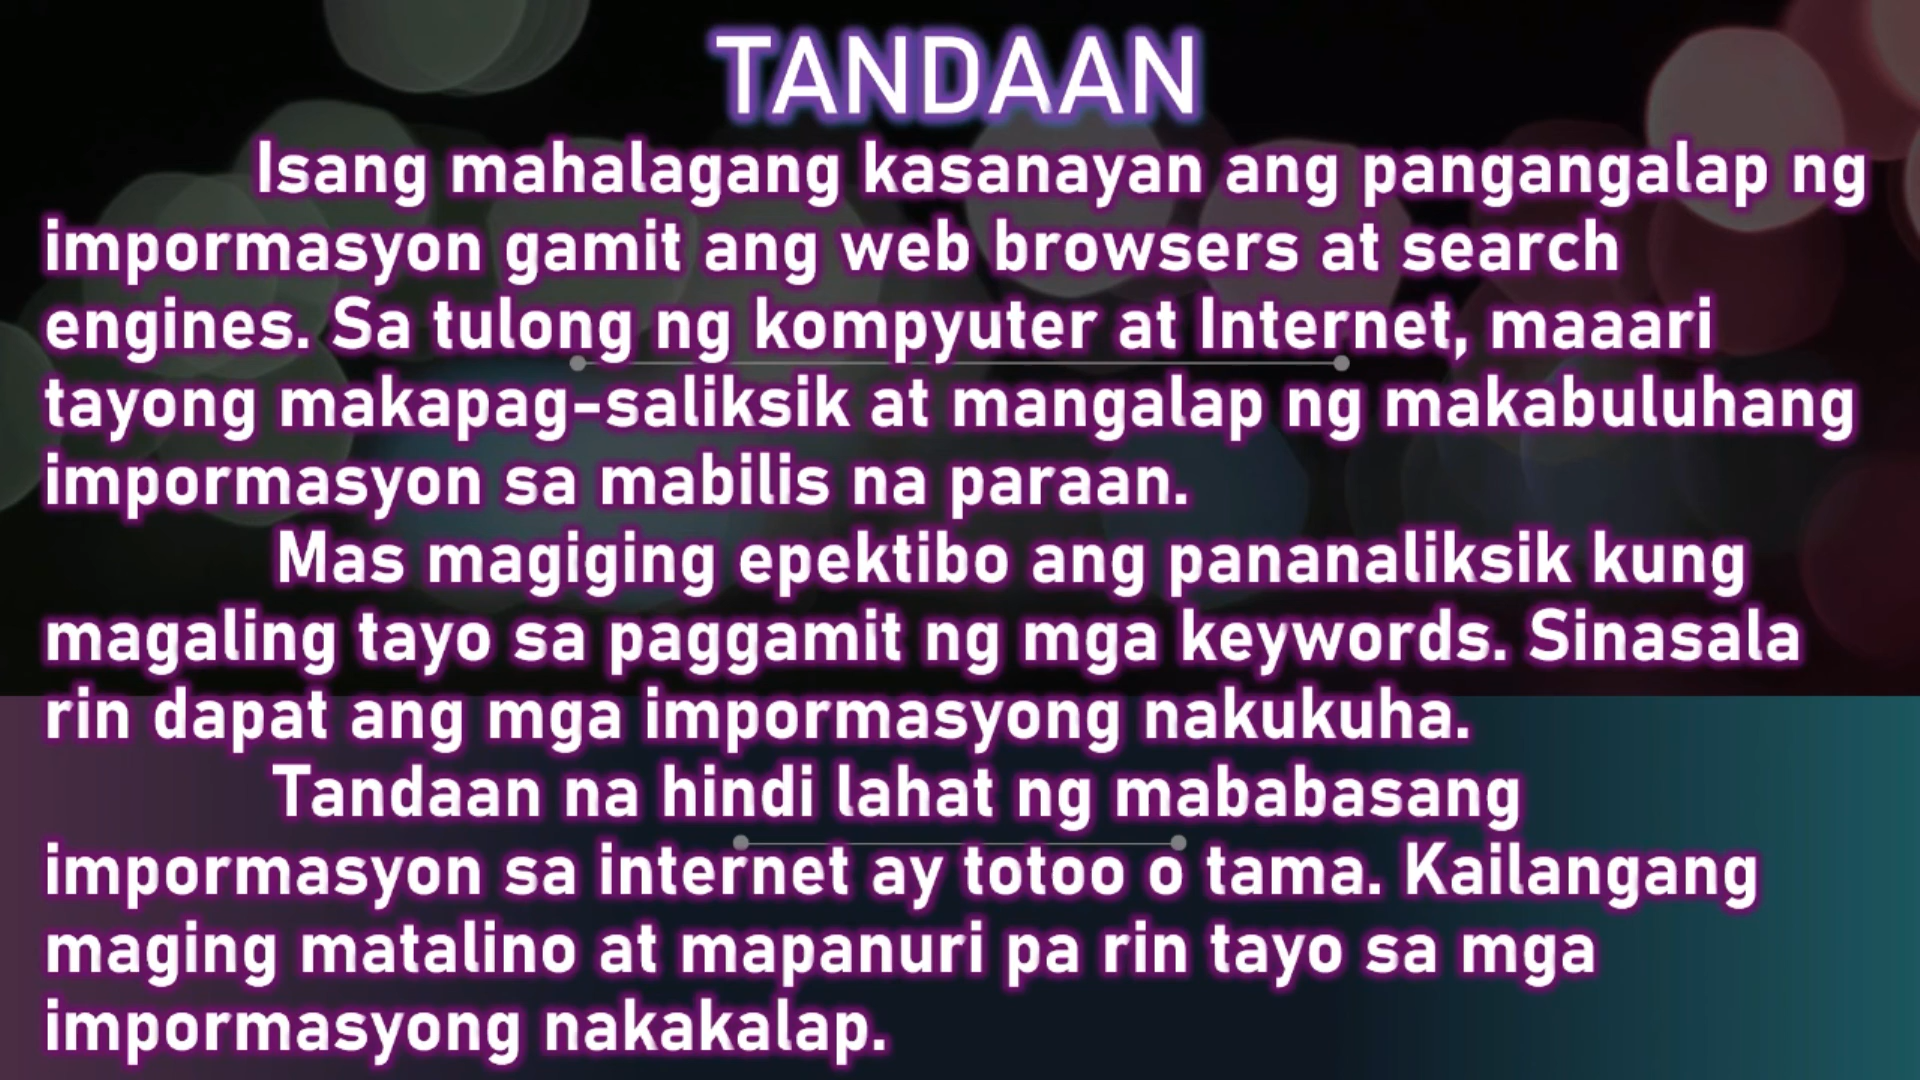 TANDAAN
Isang mahalagang kasanayan ang pangangalap ng
impormasyon gamit ang web browsers at search
engines. Sa tulong ng kompyuter at Internet, maaari
tayong makapag-saliksik at mangalap ng makabuluhang
impormasyon sa mabilis na paraan.
Mas magiging epektibo ang pananaliksik kung
magaling tayo sa paggamit ng mga keywords. Sinasala
rin dapat ang mga impormasyong nakukuha.
Tandaan na hindi lahat ng mababasang
impormasyon sa internet ay totoo o tama. Kailangang
maging matalino at mapanuri pa rin tayo sa mga
impormasyong nakakalap.